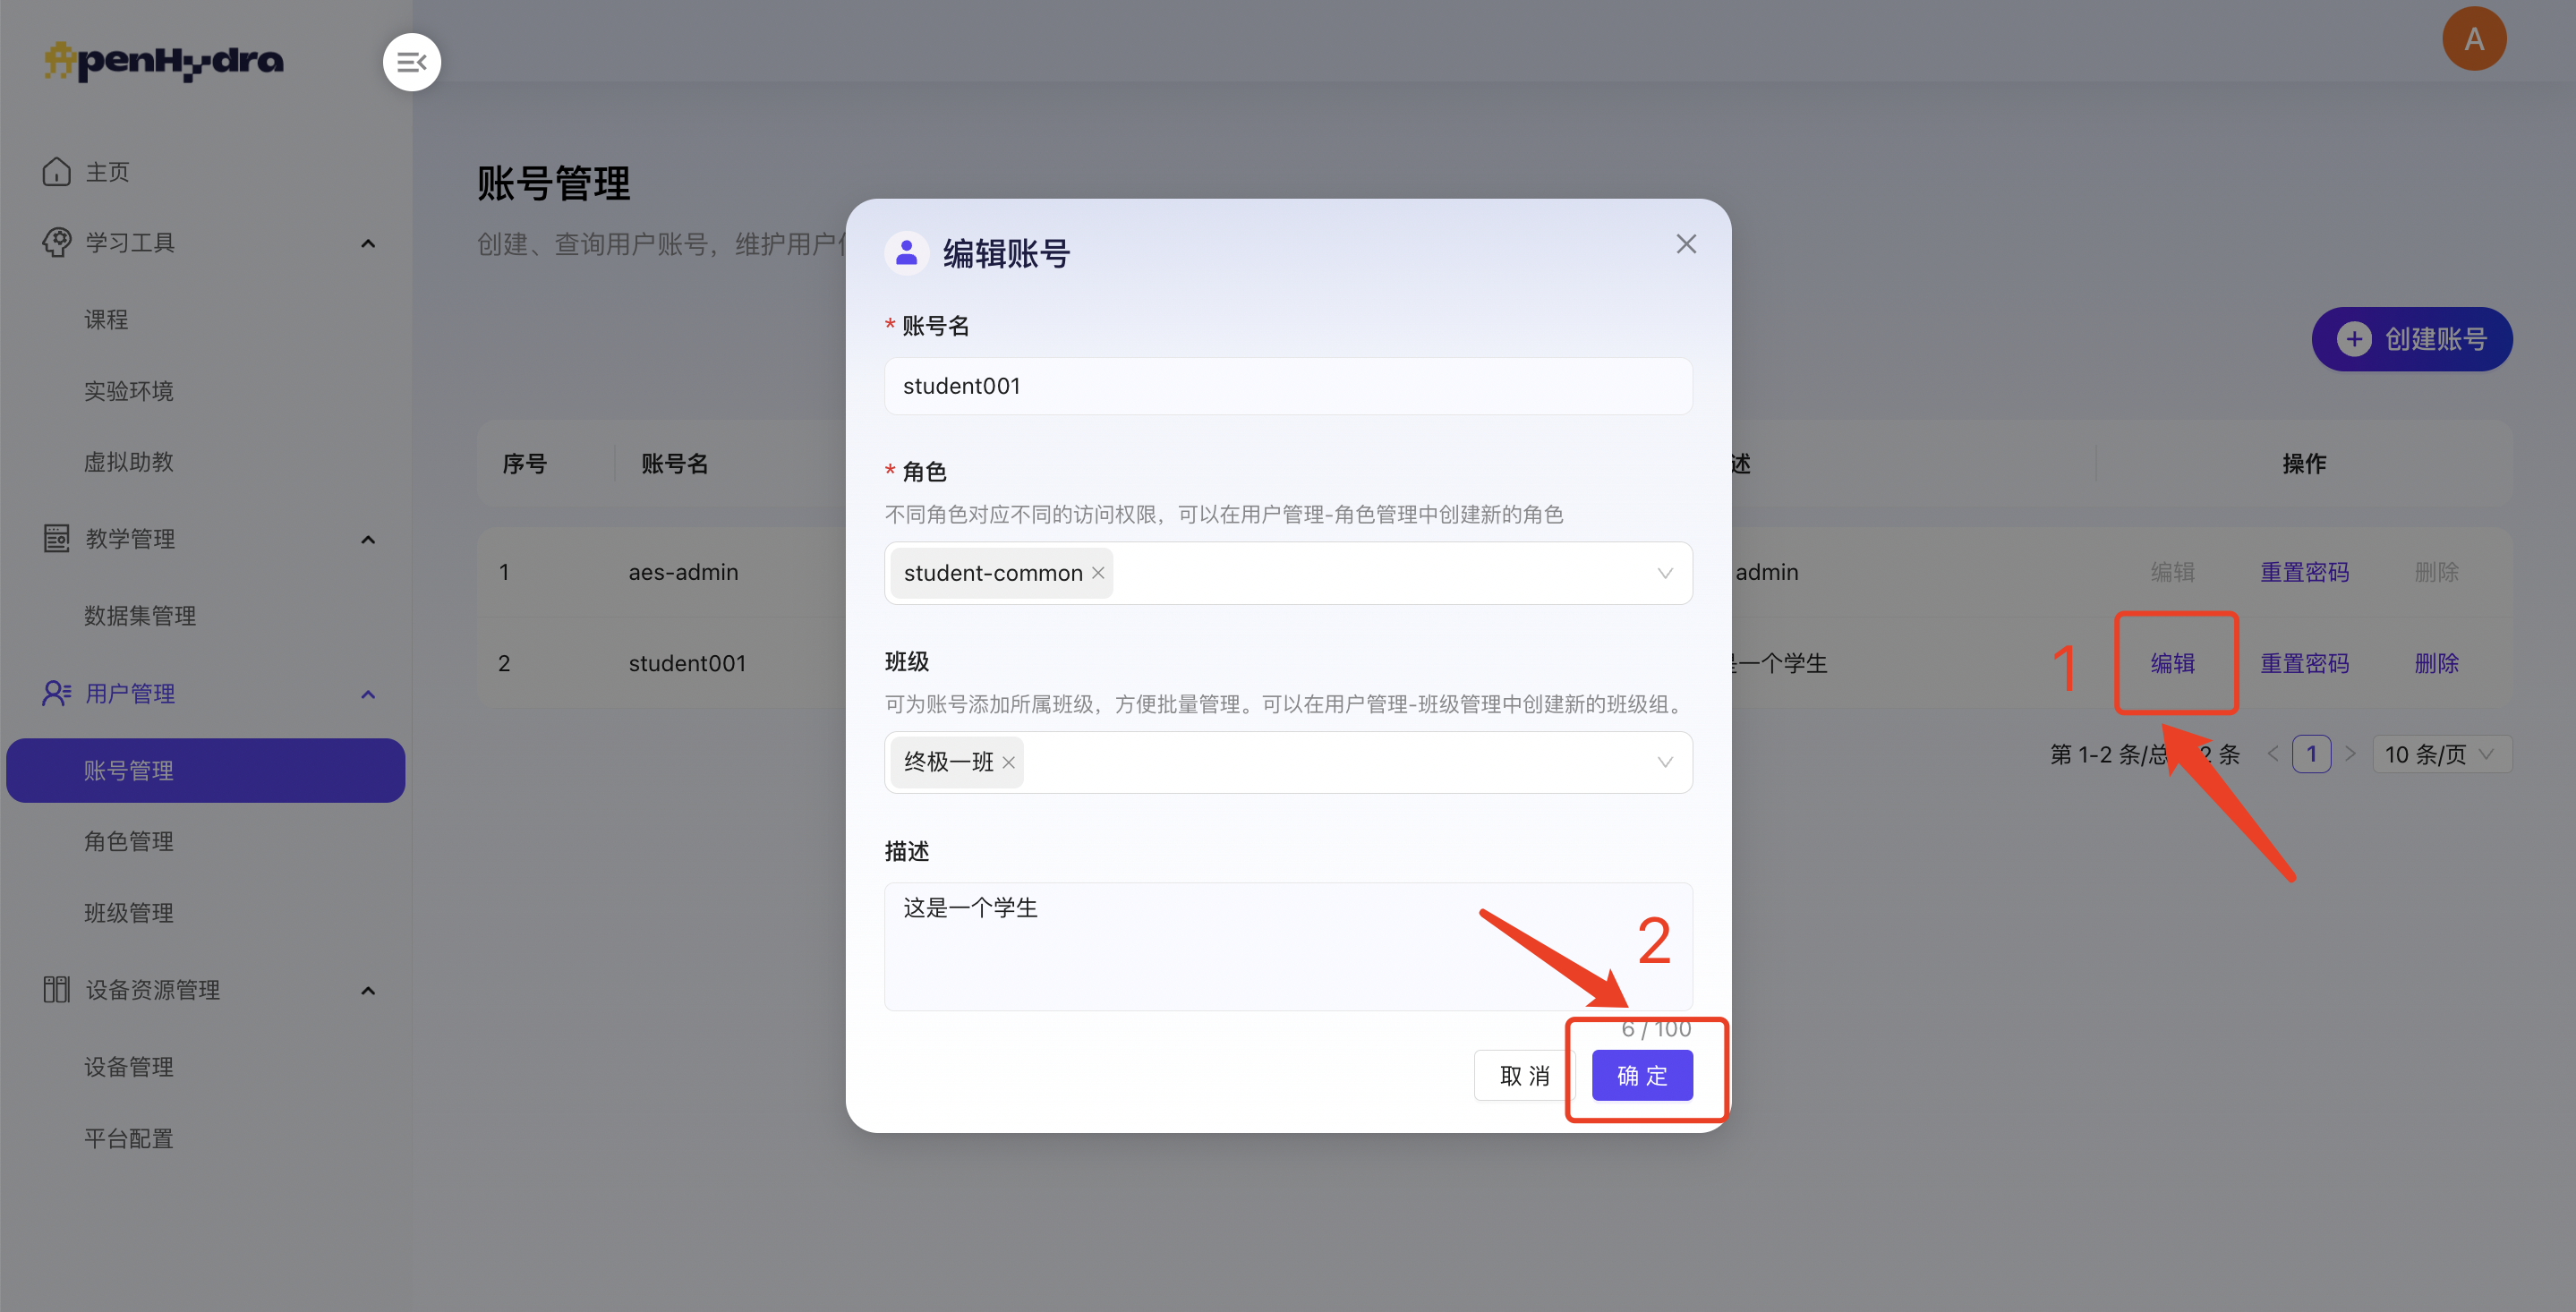 OpenHydra
A
主页
学习工具
课程
实验环境
虚拟助教
教学管理
数据集管理
用户管理
账号管理
角色管理
班级管理
设备资源管理
设备管理
平台配置
账号管理
创建、查询用户账号，维护用户
创建账号
序号 账号名 述 操作
1 aes-admin admin 编辑 重置密码 删除
2 student001 一个学生 1 编辑 重置密码 删除
第 1-2 条/总 2 条 < 1 > 10 条/页
编辑账号
* 账号名
student001
* 角色
不同角色对应不同的访问权限，可以在用户管理-角色管理中创建新的角色
student-common
班级
可为账号添加所属班级，方便批量管理。可以在用户管理-班级管理中创建新的班级组。
终极一班
描述
这是一个学生
2
6 / 100
取 消 确 定